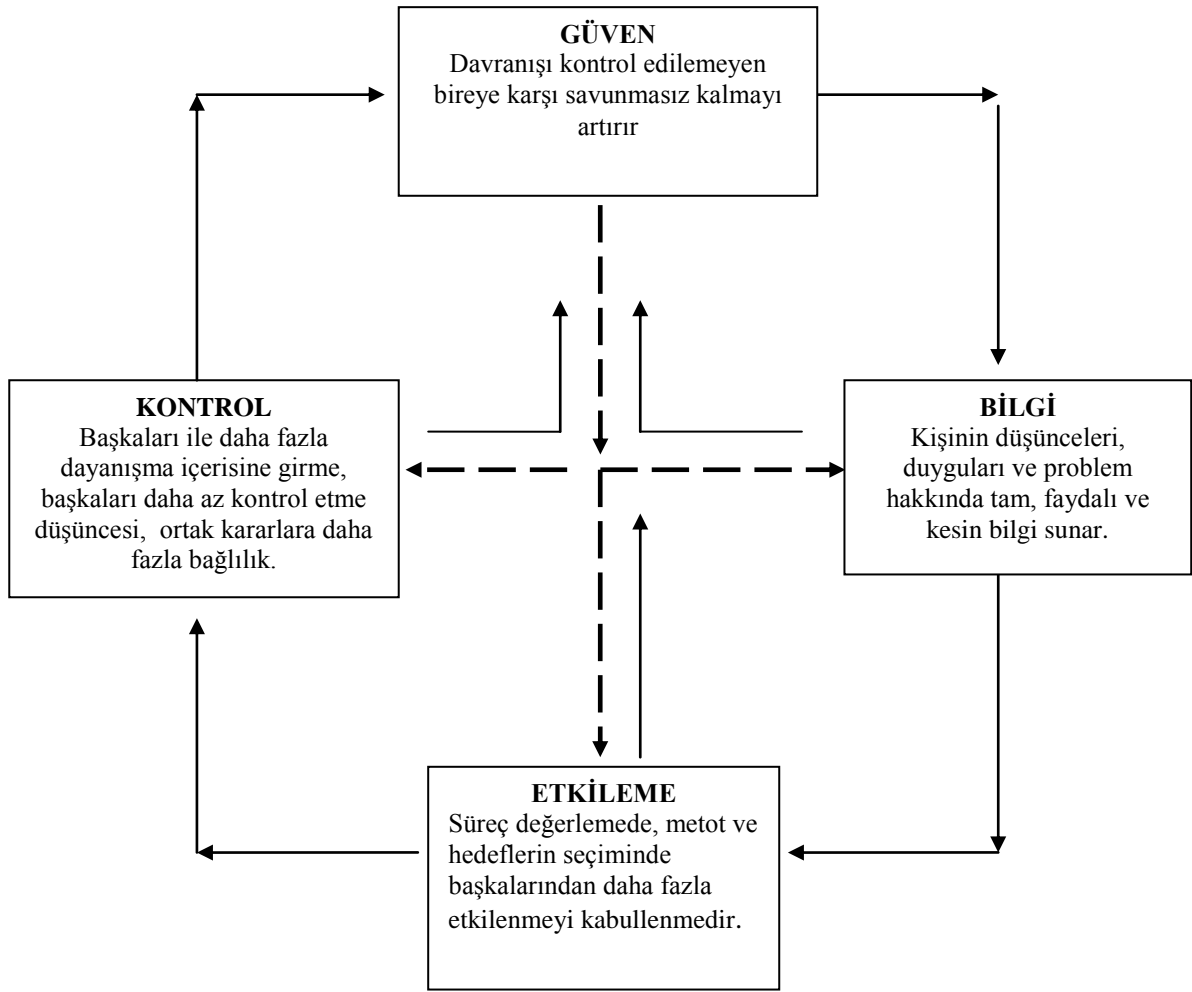 GÜVEN
Davranışı kontrol edilemeyen
bireye karşı savunmasız kalmayı
artırır
KONTROL
Başkaları ile daha fazla
dayanışma içerisine girme,
başkaları daha az kontrol etme
düşüncesi,  ortak kararlara daha
fazla bağlılık.
BİLGİ
Kişinin düşünceleri,
duyguları ve problem
hakkında tam, faydalı ve
kesin bilgi sunar.
ETKİLEME
Süreç değerlemede, metot ve
hedeflerin seçiminde
başkalarından daha fazla
etkilenmeyi kabullenmedir.